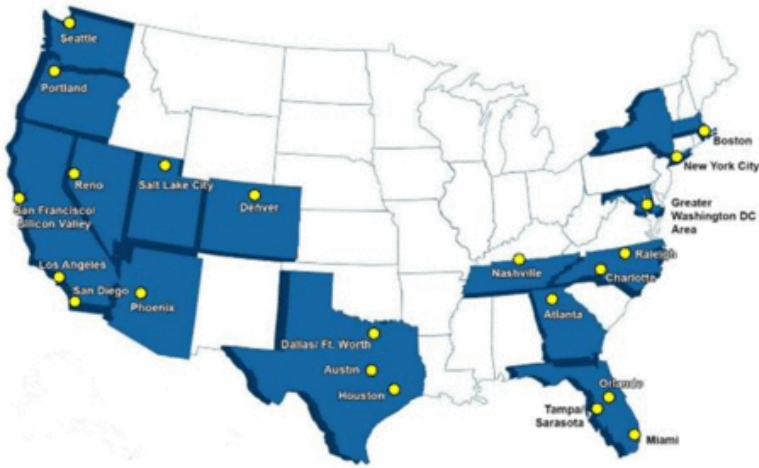 Seattle
Portland
Boston
New York City
Reno
Salt Lake City
Denver
San Francisco/
Silicon Valley
Greater
Washington DC
Area
Los Angeles
San Diego
Phoenix
Nashville
Raleigh
Charlotte
Atlanta
Dallas/ Ft. Worth
Austin
Houston
Orlando
Tampa/
Sarasota
Miami